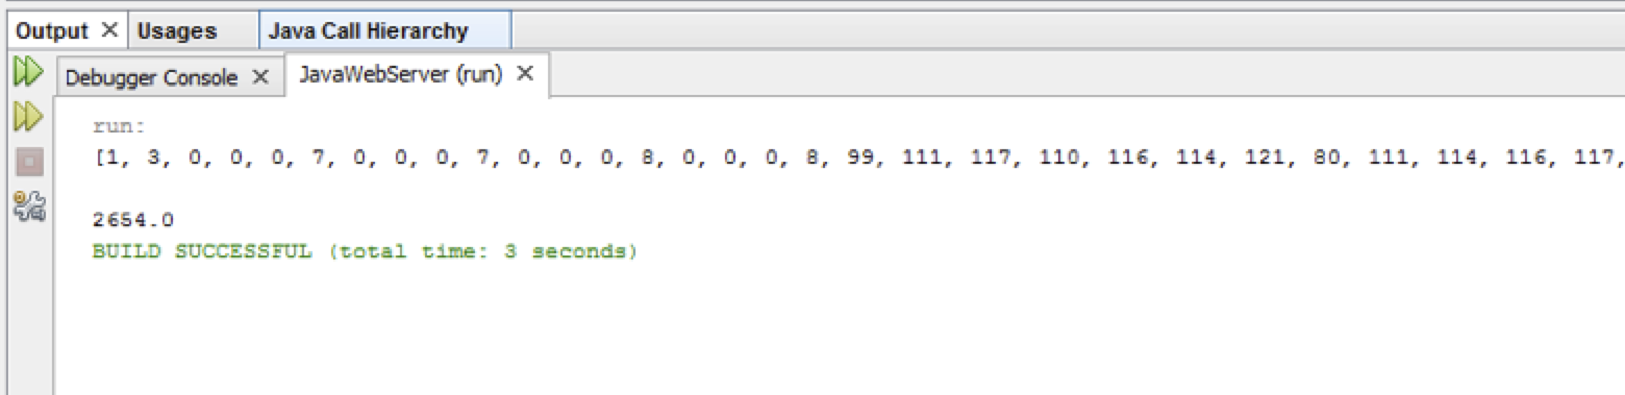 Output Usages Java Call Hierarchy
Debugger Console JavaWebServer (run)
run:
[1, 3, 0, 0, 0, 7, 0, 0, 0, 7, 0, 0, 0, 8, 0, 0, 0, 8, 99, 111, 117, 110, 116, 114, 121, 80, 111, 114, 116, 117,
2654.0
BUILD SUCCESSFUL (total time: 3 seconds)